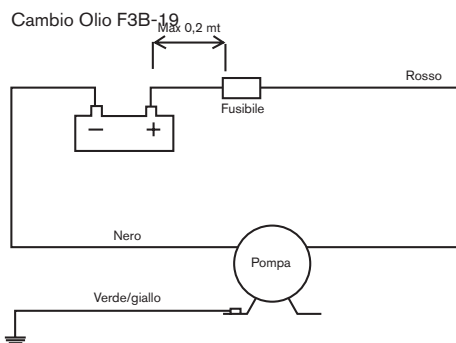 Cambio Olio F3B-19
Max 0,2 mt
Rosso
Fusibile
− +
Nero
Pompa
Verde/giallo